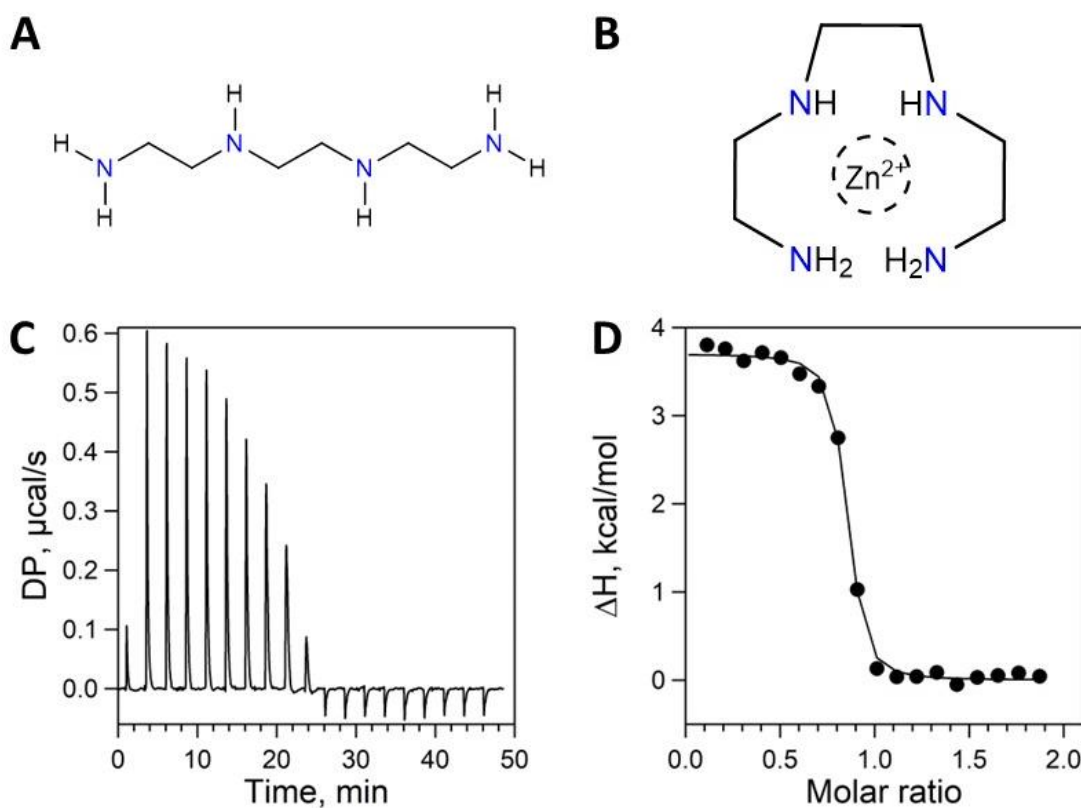 A
H
H
H
N
N
N
N
H
H
H
H
B
NH
HN
Zn2+
NH2
H2N
C
DP, µcal/s
0.6
0.5
0.4
0.3
0.2
0.1
0.0
0
10
20
30
40
50
Time, min
D
ΔH, kcal/mol
4
3
2
1
0
0.0
0.5
1.0
1.5
2.0
Molar ratio